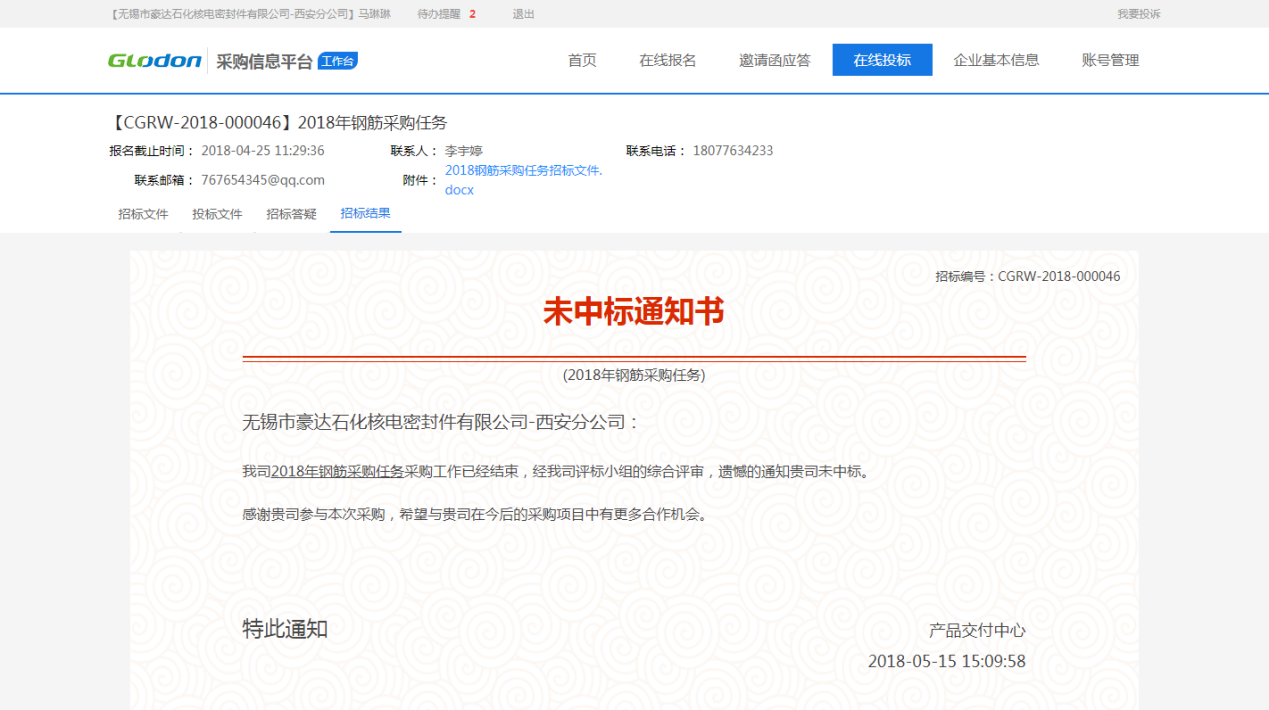 【无锡市豪达石化核电密封件有限公司-西安分公司】马琳琳 待办提醒 2 退出 我要投诉
Glodon 采购信息平台 工作台 首页 在线报名 邀请函应答 在线投标 企业基本信息 账号管理
【CGRW-2018-000046】2018年钢筋采购任务
报名截止时间： 2018-04-25 11:29:36 联系人： 李宇婷 联系电话： 18077634233
联系邮箱： 767654345@qq.com 附件： 2018钢筋采购任务招标文件.
docx
招标文件 投标文件 招标答疑 招标结果
招标编号：CGRW-2018-000046
未中标通知书
(2018年钢筋采购任务)
无锡市豪达石化核电密封件有限公司-西安分公司：
我司2018年钢筋采购任务采购工作已经结束，经我司评标小组的综合评审，遗憾的通知贵司未中标。
感谢贵司参与本次采购，希望与贵司在今后的采购项目中有更多合作机会。
特此通知
产品交付中心
2018-05-15 15:09:58